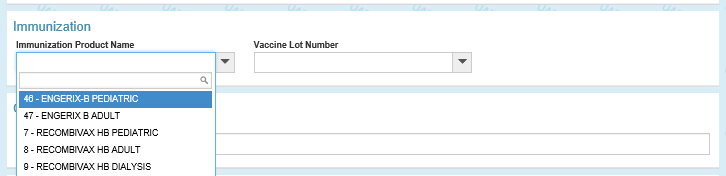 Immunization
Immunization Product Name
Vaccine Lot Number
46 - ENGERIX-B PEDIATRIC
47 - ENGERIX B ADULT
7 - RECOMBIVAX HB PEDIATRIC
8 - RECOMBIVAX HB ADULT
9 - RECOMBIVAX HB DIALYSIS